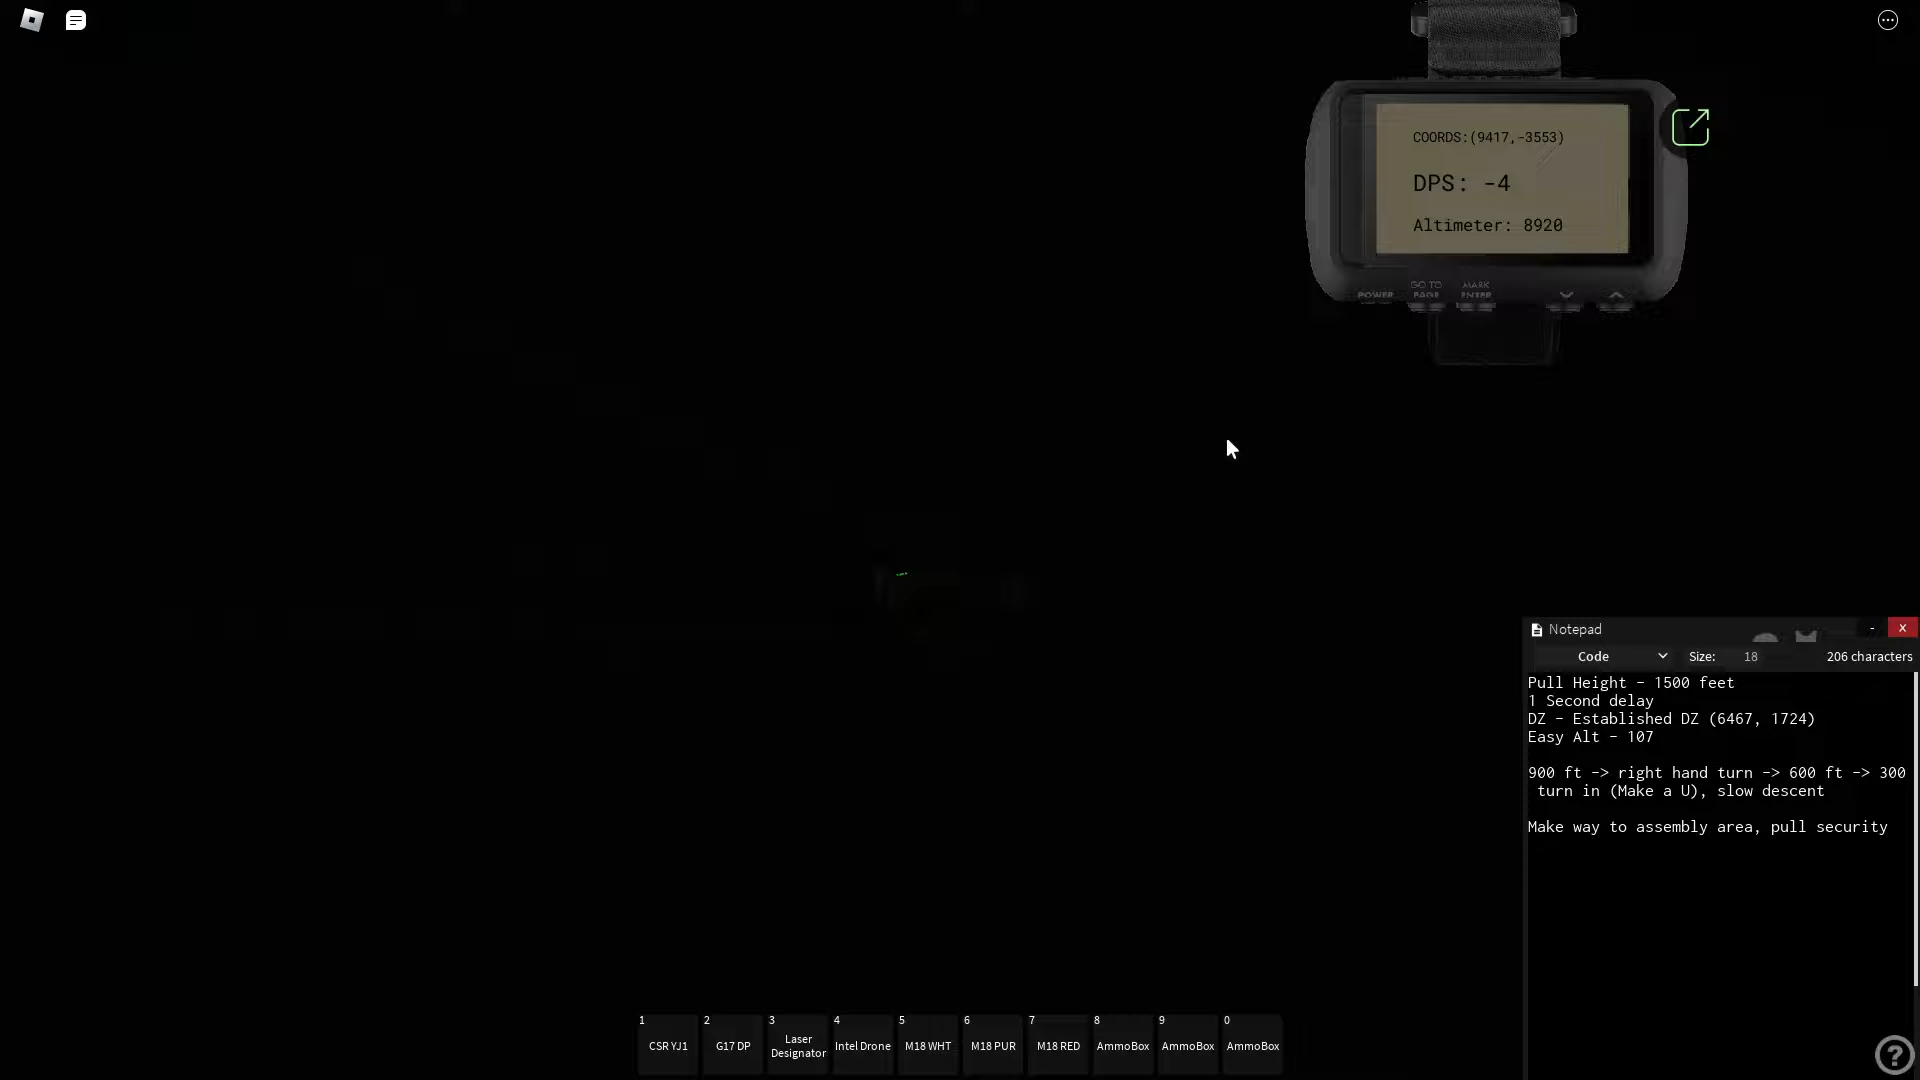 COORDS:(9417,-3553)
DPS: -4
Altimeter: 8920
POWER
GO TO
PAGE
MARK
ENTER
Notepad
- X
Code
Size: 18
206 characters
Pull Height - 1500 feet
1 Second delay
DZ - Established DZ (6467, 1724)
Easy Alt - 107
900 ft -> right hand turn -> 600 ft -> 300
turn in (Make a U), slow descent
Make way to assembly area, pull security
1 2 3 4 5 6 7 8 9 0
CSR YJ1
G17 DP
Laser
Designator
Intel Drone
M18 WHT
M18 PUR
M18 RED
AmmoBox
AmmoBox
AmmoBox
?